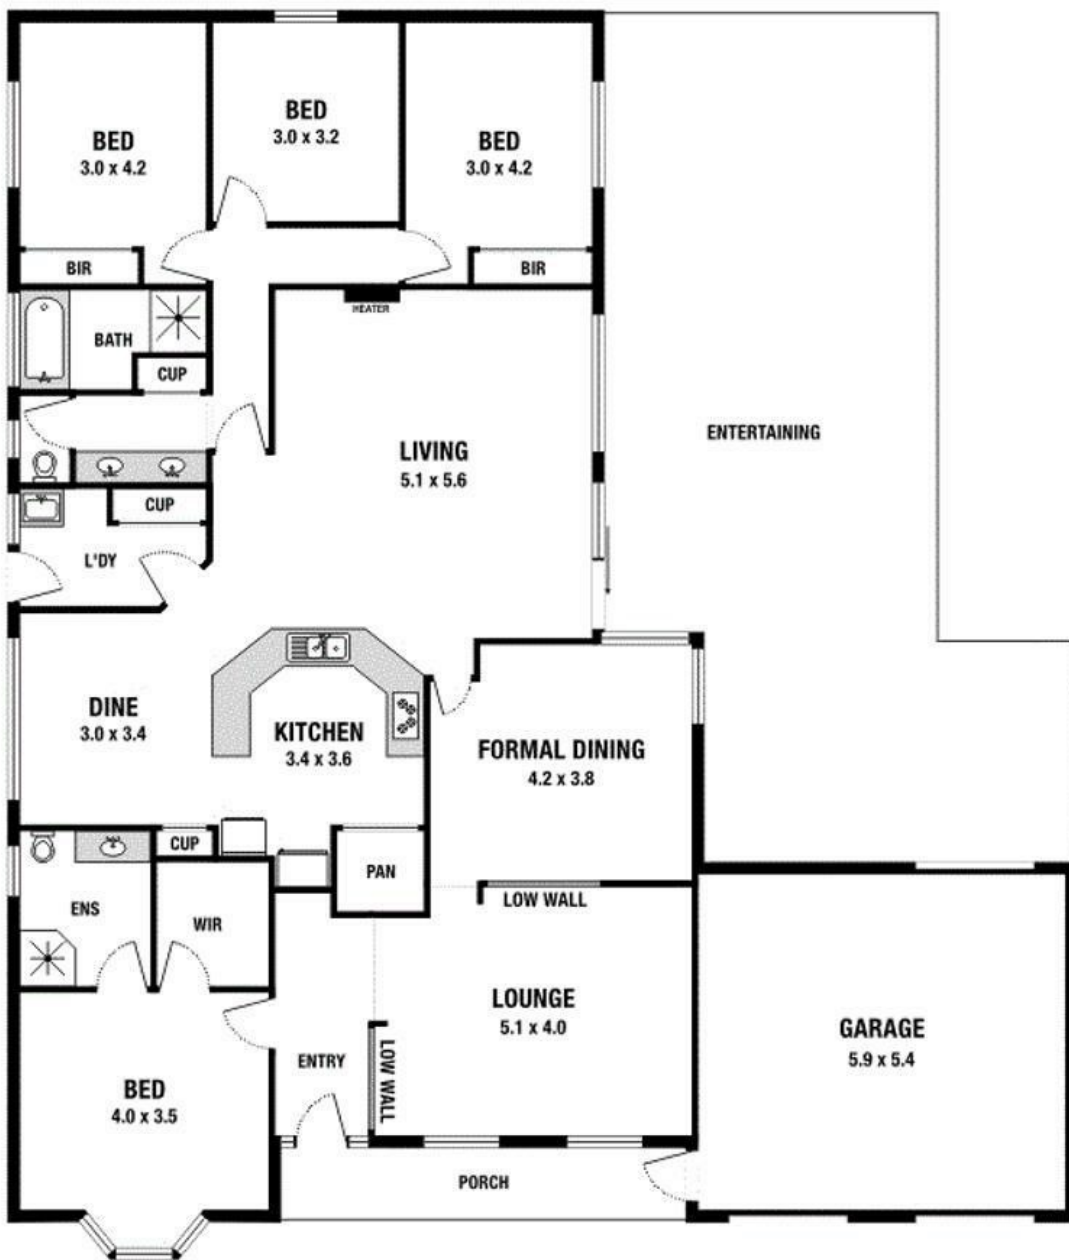 BED
3.0 x 4.2
BED
3.0 x 3.2
BED
3.0 x 4.2
BIR
BIR
HEATER
BATH
CUP
LIVING
5.1 x 5.6
ENTERTAINING
CUP
L'DY
DINE
3.0 x 3.4
KITCHEN
3.4 x 3.6
FORMAL DINING
4.2 x 3.8
CUP
PAN
LOW WALL
ENS
WIR
LOUNGE
5.1 x 4.0
GARAGE
5.9 x 5.4
ENTRY
LOW WALL
BED
4.0 x 3.5
PORCH